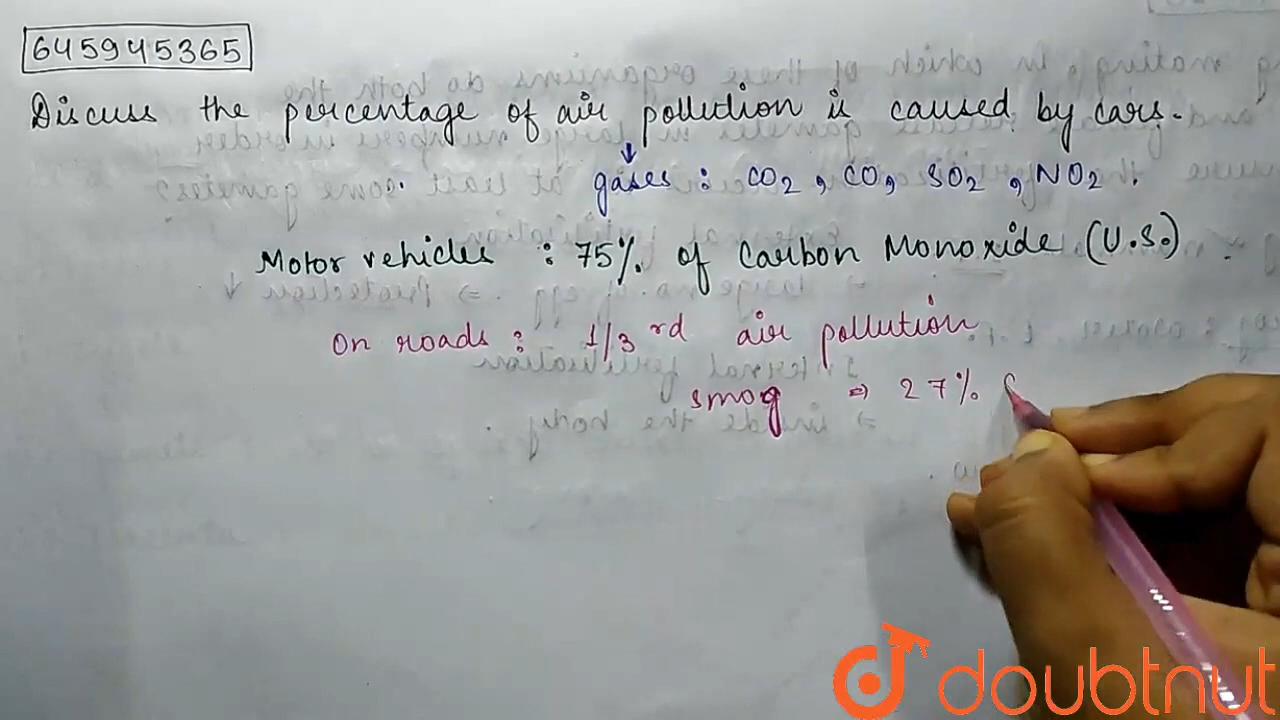 645945365
Discuss the percentage of air pollution is caused by cars.
↓
gases : CO2, CO, SO2, NO2.
Motor vehicles : 75% of Carbon Monoxide (U.S.)
On roads : 1/3rd air pollution
smog ⇒ 27%
doubtnut